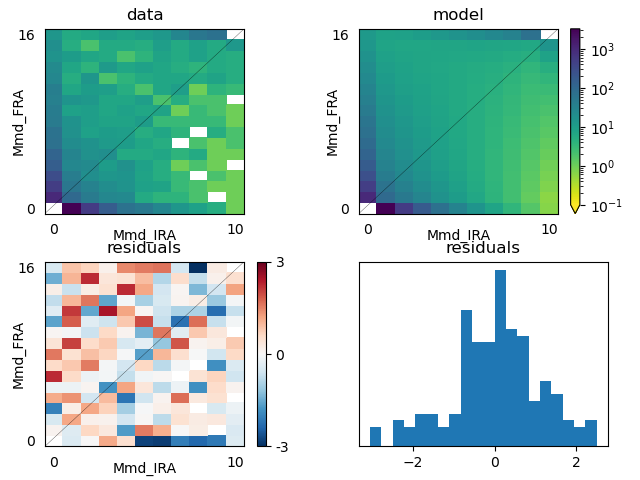 data
model
16
Mmd_FRA
0
0
10
Mmd_IRA
16
Mmd_FRA
0
0
10
Mmd_IRA
10³
10²
10¹
10⁰
10⁻¹
residuals
residuals
16
Mmd_FRA
0
0
10
Mmd_IRA
3
0
-3
−2
0
2